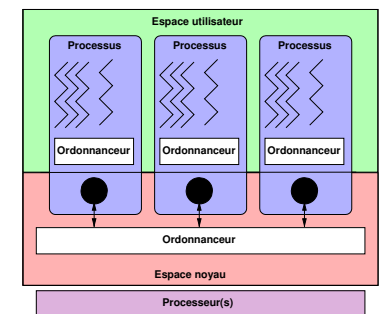 Espace utilisateur
Processus Processus Processus
Ordonnanceur Ordonnanceur Ordonnanceur
Ordonnanceur
Espace noyau
Processeur(s)